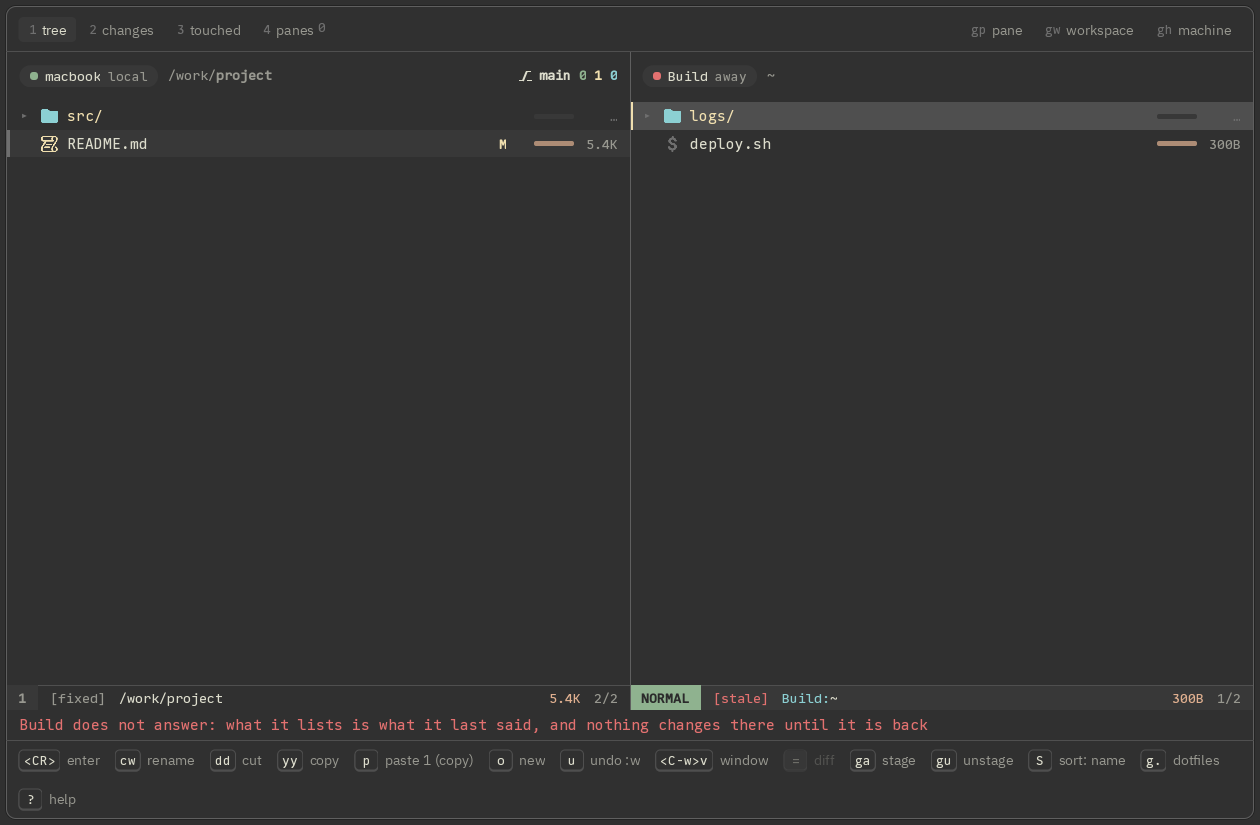 1 tree 2 changes 3 touched 4 panes 0 gp pane gw workspace gh machine
macbook local /work/project main 0 1 0
Build away ~
src/ …
README.md M 5.4K
logs/ …
$ deploy.sh 300B
1 [fixed] /work/project 5.4K 2/2
NORMAL [stale] Build:~ 300B 1/2
Build does not answer: what it lists is what it last said, and nothing changes there until it is back
<CR> enter cw rename dd cut yy copy p paste 1 (copy) o new u undo :w <C-w>v window = diff ga stage gu unstage S sort: name g. dotfiles
? help